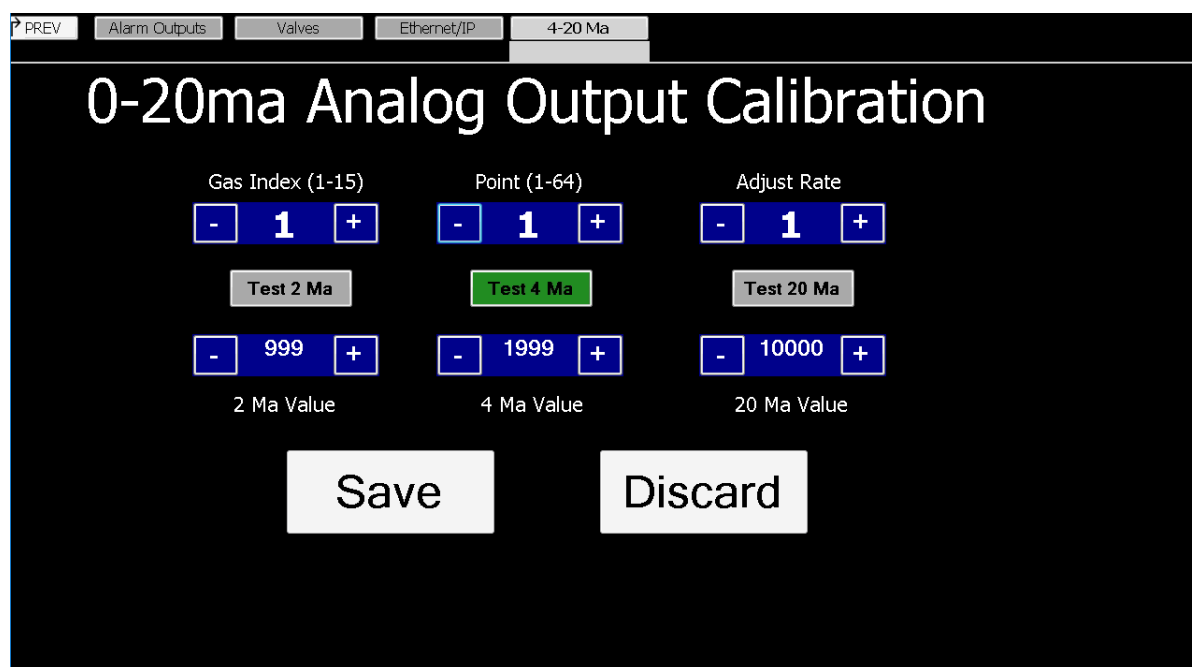 PREV Alarm Outputs Valves Ethernet/IP 4-20 Ma
0-20ma Analog Output Calibration
Gas Index (1-15) Point (1-64) Adjust Rate
- 1 + - 1 + - 1 +
Test 2 Ma Test 4 Ma Test 20 Ma
- 999 + - 1999 + - 10000 +
2 Ma Value 4 Ma Value 20 Ma Value
Save Discard